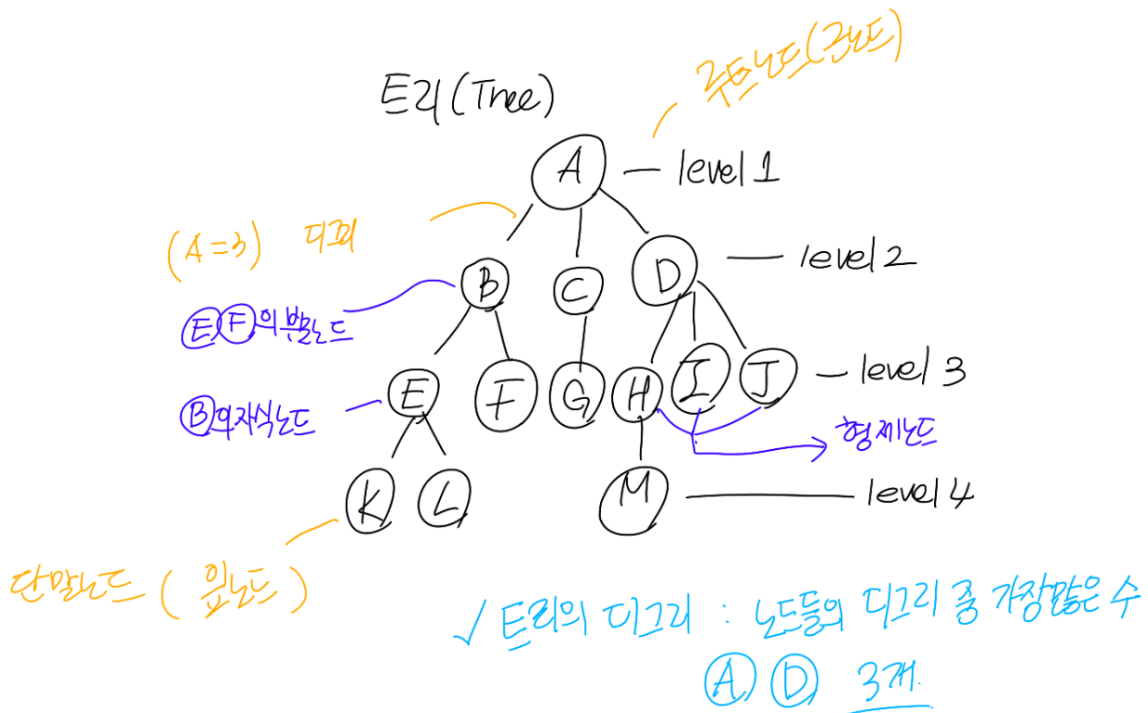 트리(Tree)
루트노드(근노드)
A — level 1
(A=3) 디그리
B C D — level 2
E F의 부모노드
E F G H I J — level 3
B의 자식노드
형제노드
K L M — level 4
단말노드 (잎노드)
✓ 트리의 디그리 : 노드들의 디그리 중 가장많은 수
A D 3개.